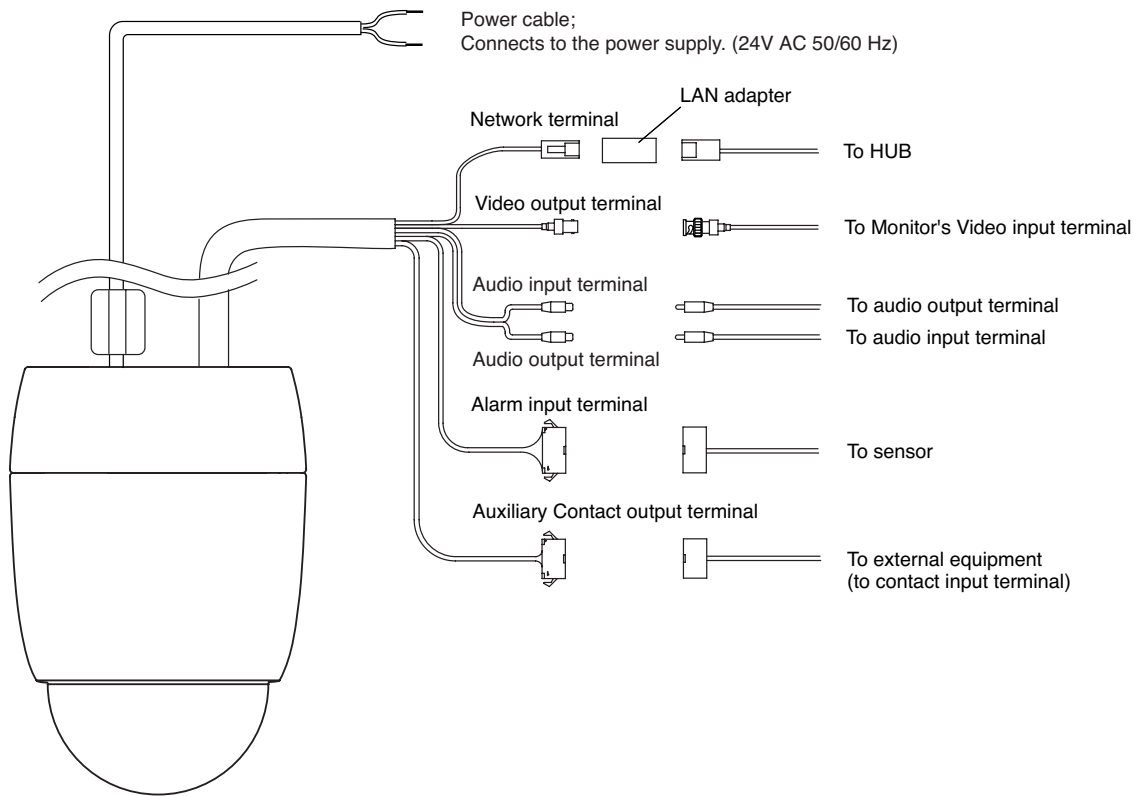 Power cable;
Connects to the power supply. (24V AC 50/60 Hz)
LAN adapter
Network terminal
To HUB
Video output terminal
To Monitor's Video input terminal
Audio input terminal
To audio output terminal
To audio input terminal
Audio output terminal
Alarm input terminal
To sensor
Auxiliary Contact output terminal
To external equipment
(to contact input terminal)